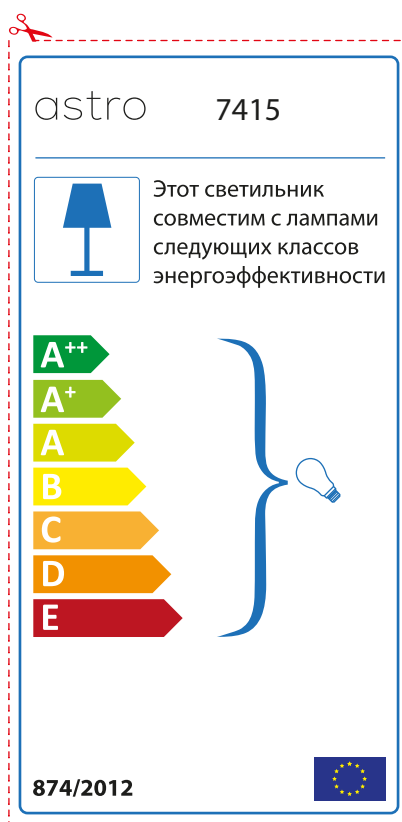 astro 7415
Этот светильник
совместим с лампами
следующих классов
энергоэффективности
A++
A+
A
B
C
D
E
874/2012